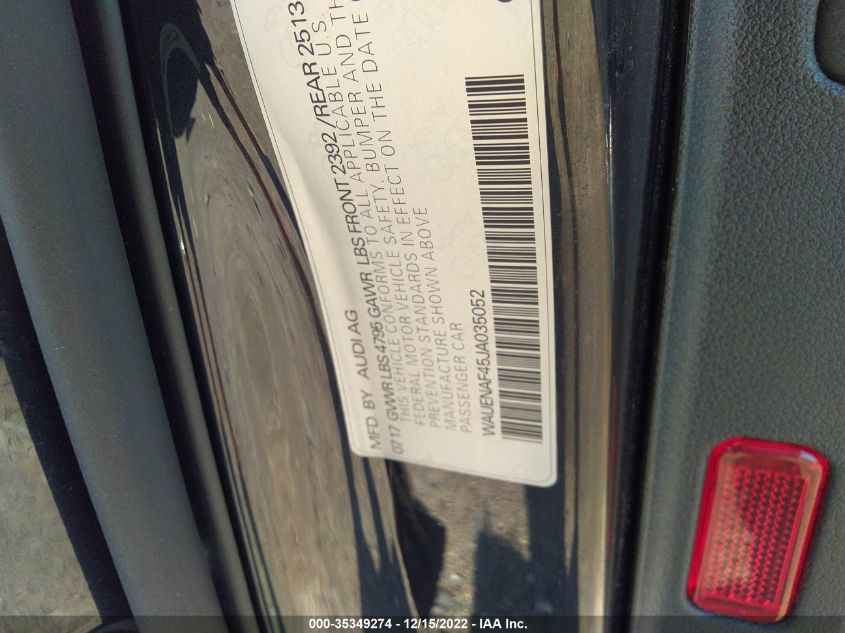 MFD. BY AUDI AG
07/17 GVWR LBS 4795 GAWR LBS FRONT 2392 /REAR 2513
THIS VEHICLE CONFORMS TO ALL APPLICABLE U.S.
FEDERAL MOTOR VEHICLE SAFETY, BUMPER AND TH
PREVENTION STANDARDS IN EFFECT ON THE DATE
MANUFACTURE SHOWN ABOVE
PASSENGER CAR
WAUENAF45JA035052
000-35349274 - 12/15/2022 - IAA Inc.